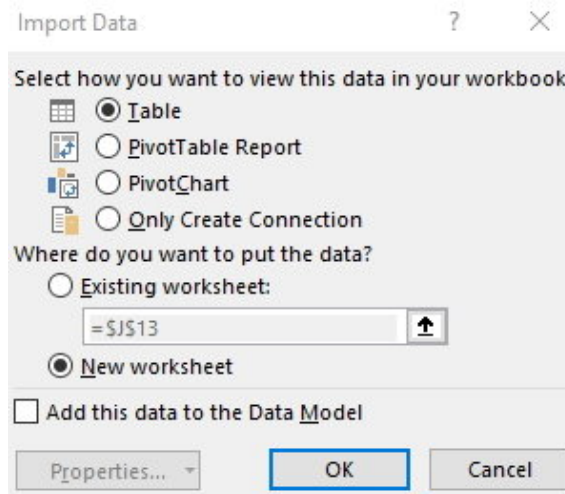 Import Data ? ×
Select how you want to view this data in your workbook
Table
PivotTable Report
PivotChart
Only Create Connection
Where do you want to put the data?
Existing worksheet:
=$J$13
New worksheet
Add this data to the Data Model
Properties...
OK
Cancel